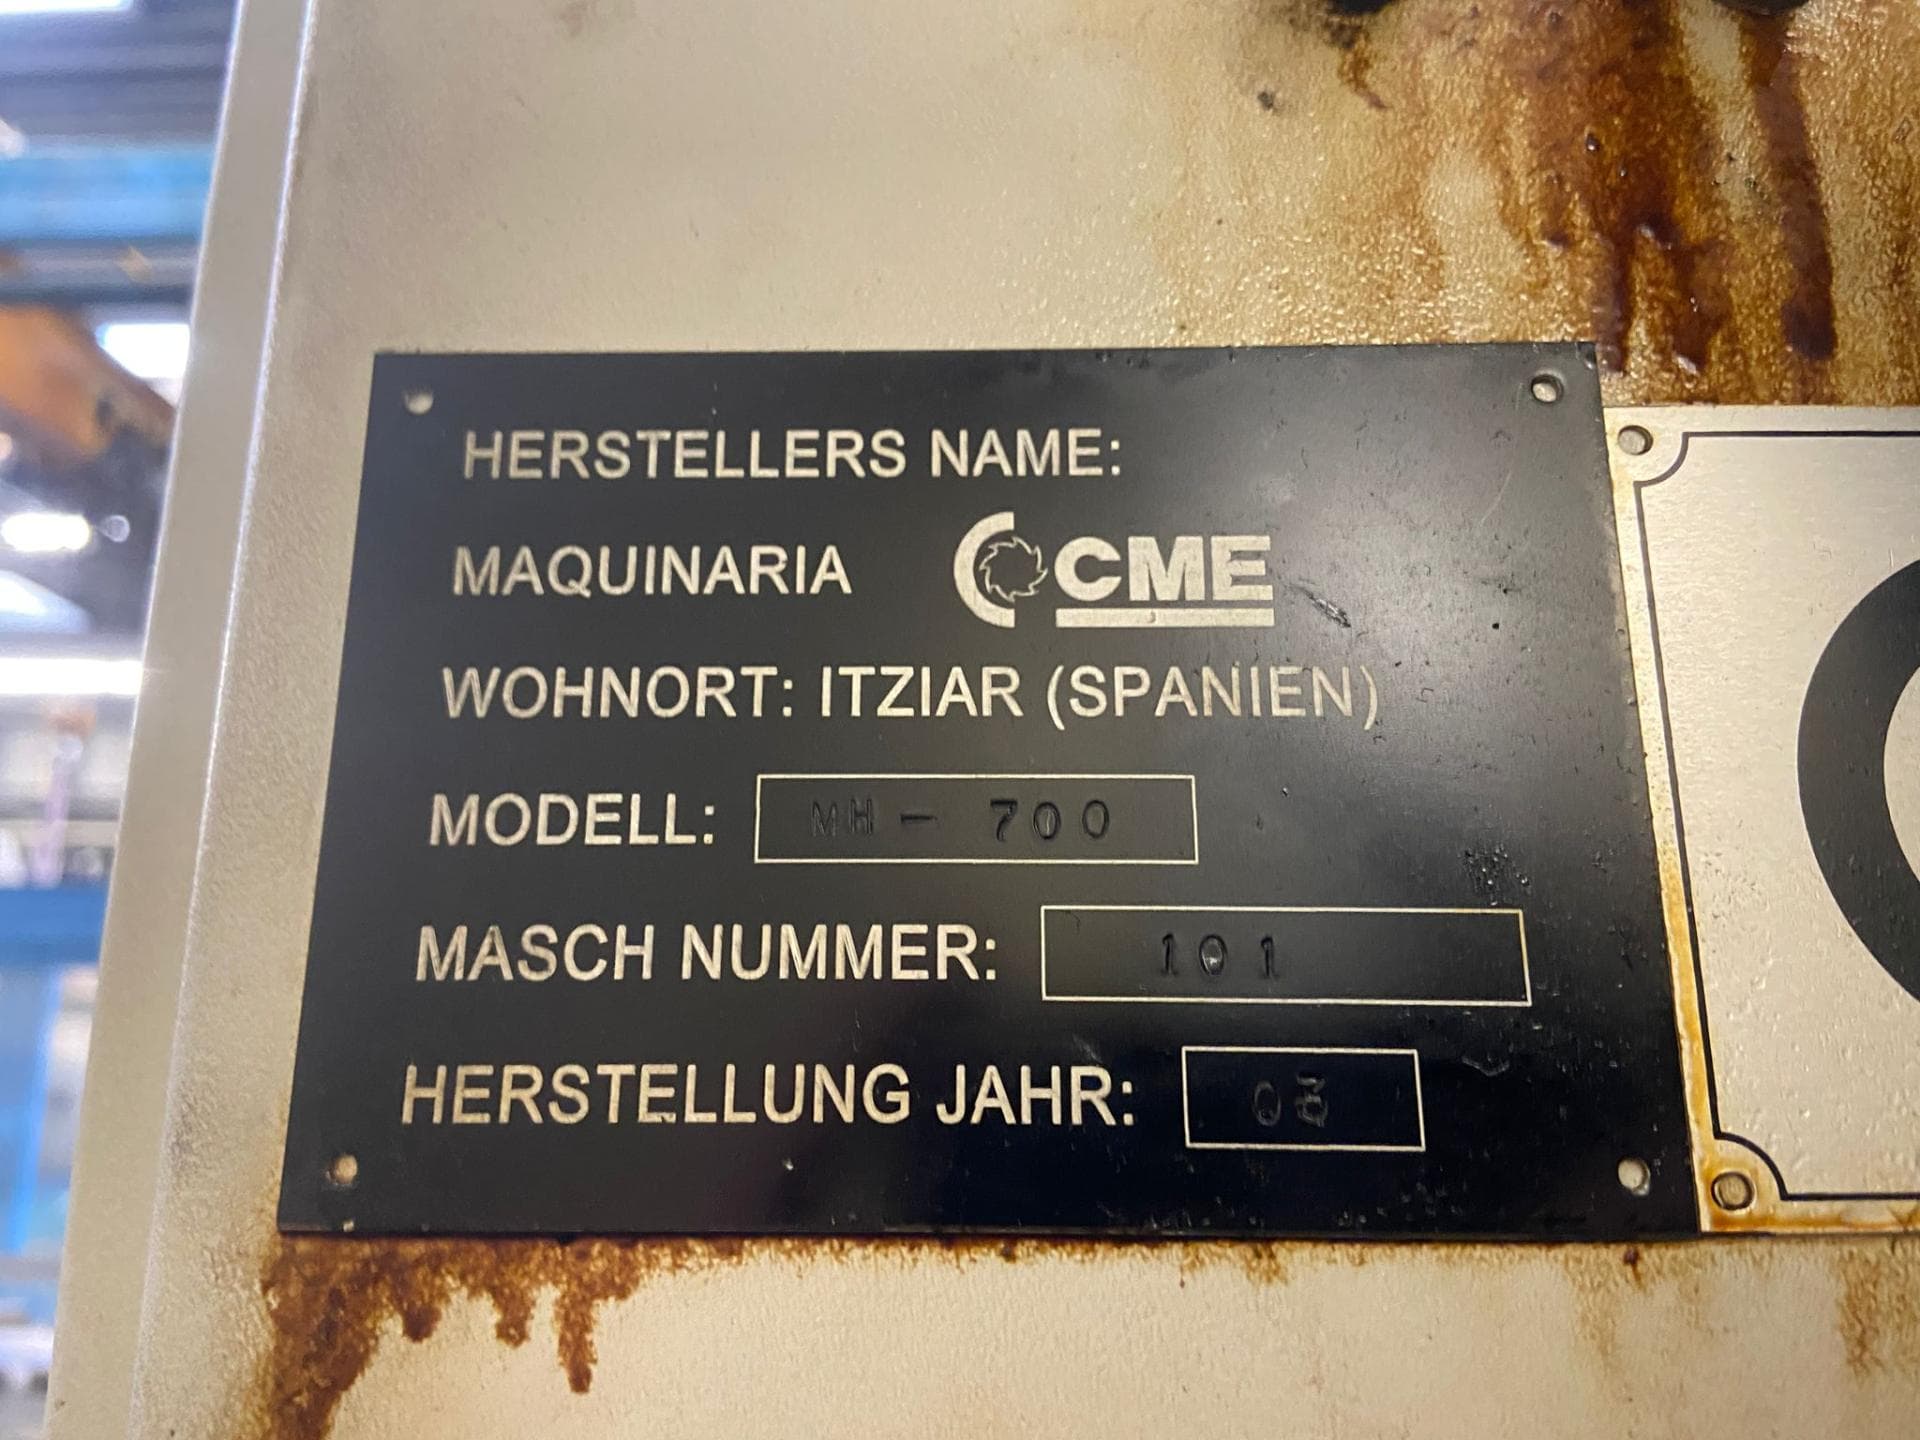 HERSTELLERS NAME:
MAQUINARIA CME
WOHNORT: ITZIAR (SPANIEN)
MODELL: MH - 700
MASCH NUMMER: 101
HERSTELLUNG JAHR: